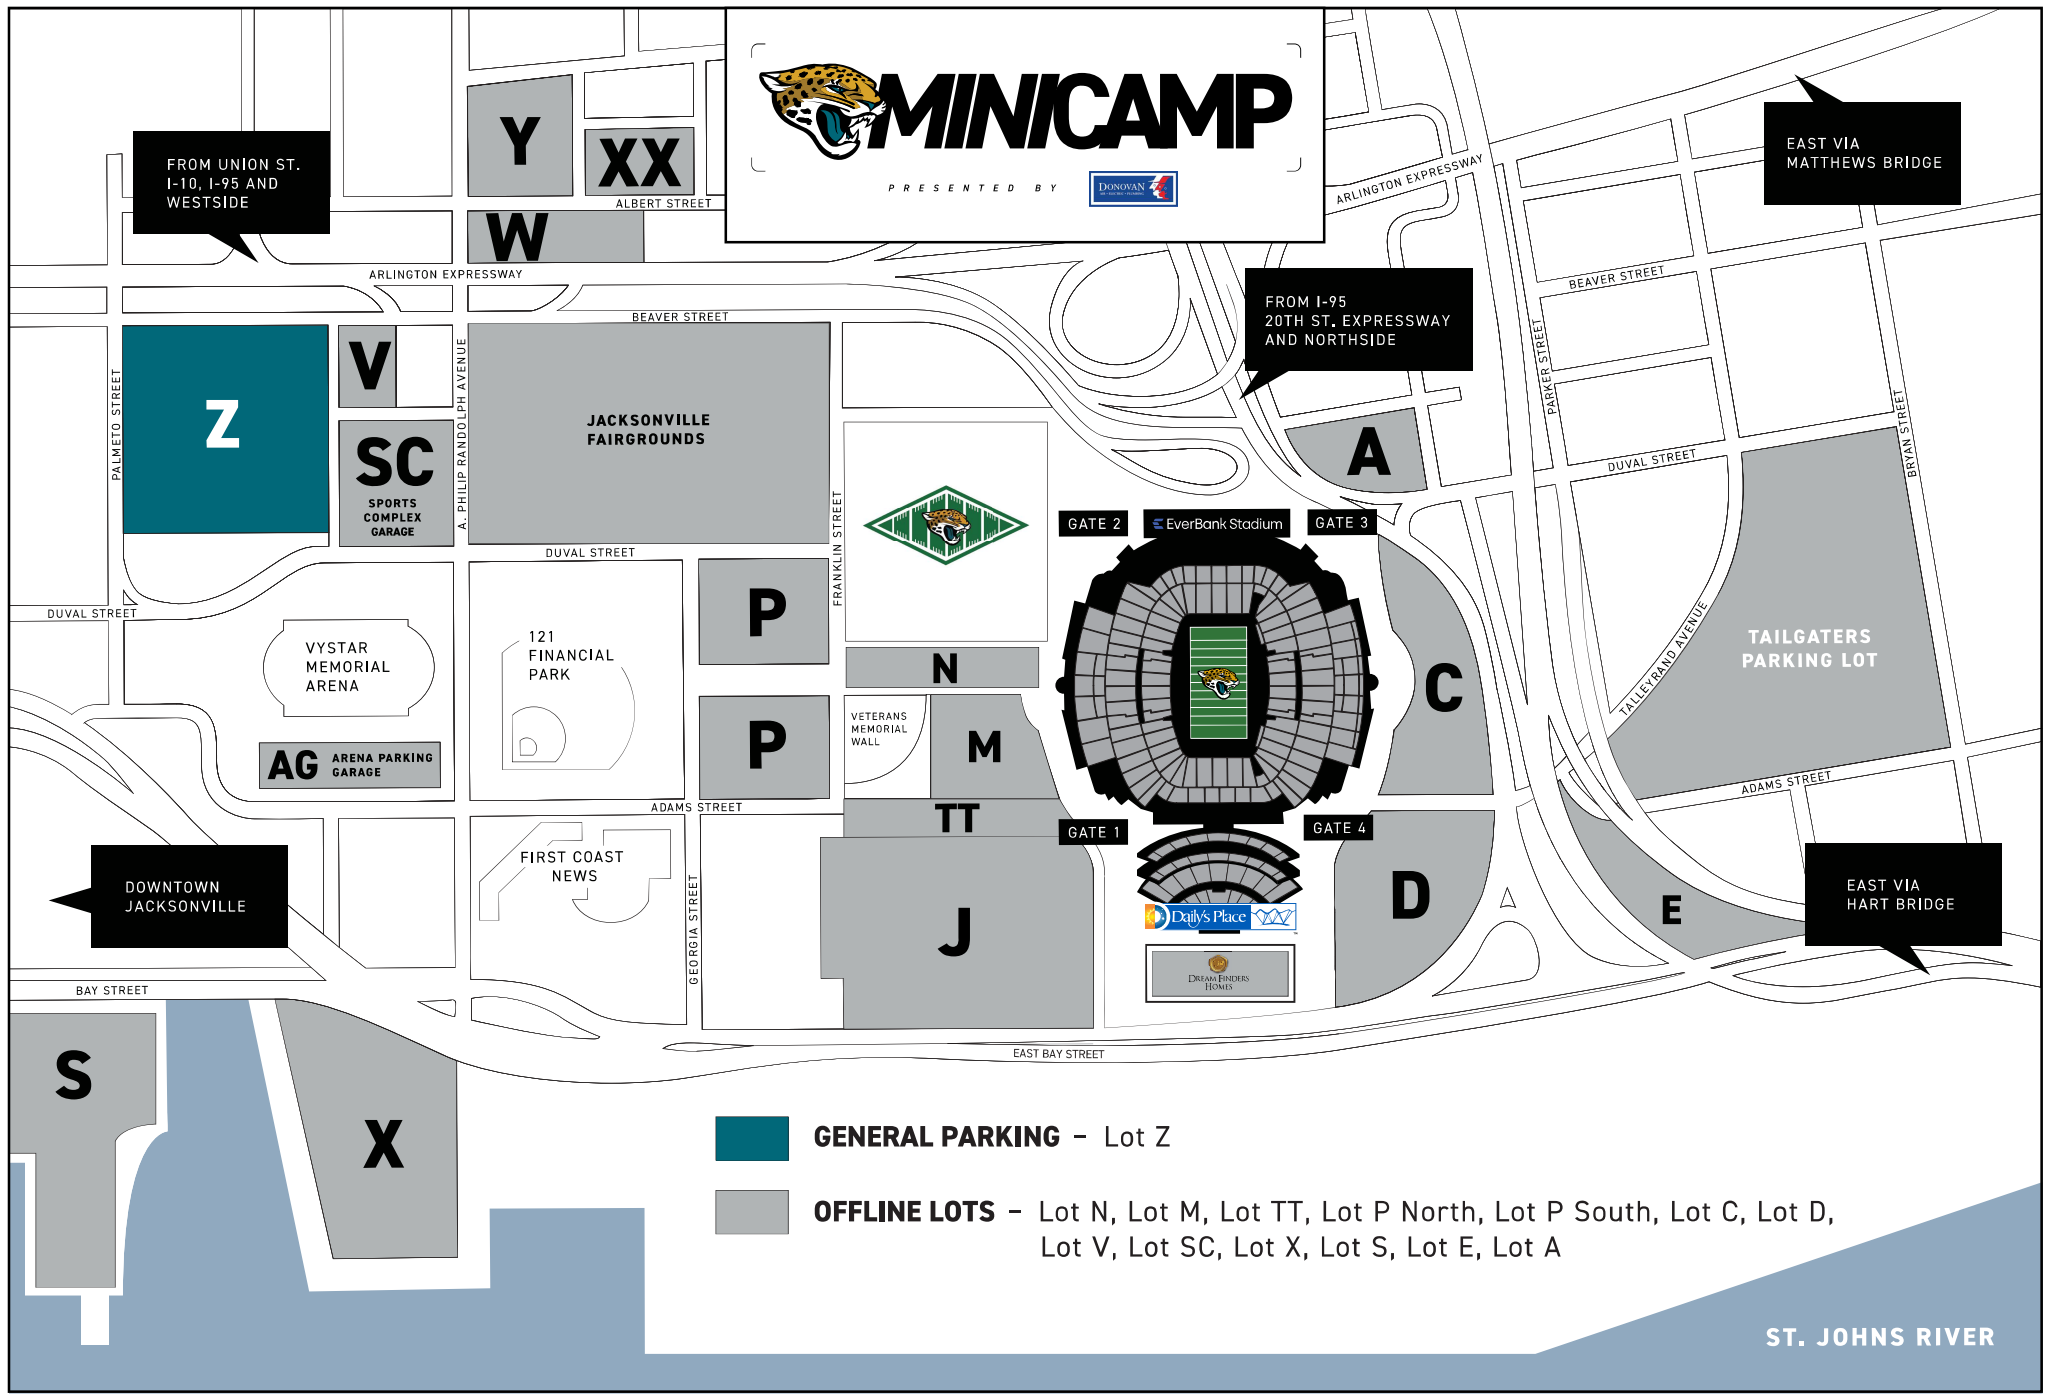 MINICAMP
PRESENTED BY
DONOVAN
FROM UNION ST.
I-10, I-95 AND
WESTSIDE
Y
XX
ALBERT STREET
W
ARLINGTON EXPRESSWAY
ARLINGTON EXPRESSWAY
EAST VIA
MATTHEWS BRIDGE
BEAVER STREET
FROM I-95
20TH ST. EXPRESSWAY
AND NORTHSIDE
BEAVER STREET
PARKER STREET
BRYAN STREET
PALMETO STREET
Z
V
A. PHILIP RANDOLPH AVENUE
SC
SPORTS
COMPLEX
GARAGE
JACKSONVILLE
FAIRGROUNDS
A
DUVAL STREET
FRANKLIN STREET
GATE 2
EverBank Stadium
GATE 3
DUVAL STREET
DUVAL STREET
P
VYSTAR
MEMORIAL
ARENA
121
FINANCIAL
PARK
N
C
TALLEYRAND AVENUE
TAILGATERS
PARKING LOT
VETERANS
MEMORIAL
WALL
M
P
AG
ARENA PARKING
GARAGE
ADAMS STREET
ADAMS STREET
TT
GATE 1
GATE 4
FIRST COAST
NEWS
GEORGIA STREET
J
Daily's Place
D
E
DOWNTOWN
JACKSONVILLE
EAST VIA
HART BRIDGE
DREAM FINDERS
HOMES
BAY STREET
EAST BAY STREET
S
X
GENERAL PARKING – Lot Z
OFFLINE LOTS – Lot N, Lot M, Lot TT, Lot P North, Lot P South, Lot C, Lot D,
Lot V, Lot SC, Lot X, Lot S, Lot E, Lot A
ST. JOHNS RIVER